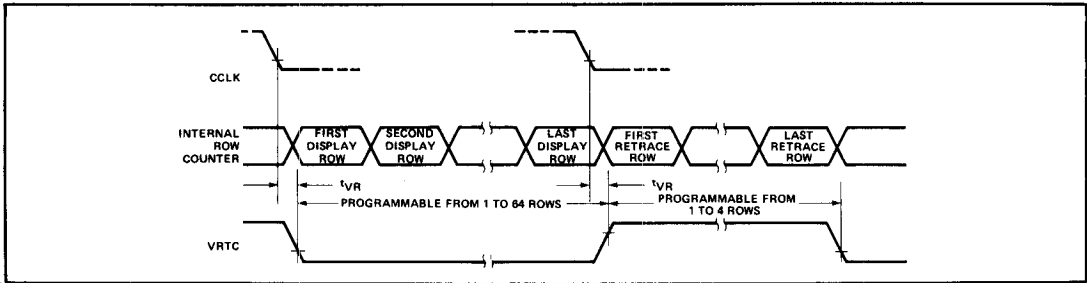 CCLK
INTERNAL
ROW
COUNTER
FIRST
DISPLAY
ROW
SECOND
DISPLAY
ROW
LAST
DISPLAY
ROW
FIRST
RETRACE
ROW
LAST
RETRACE
ROW
tVR
tVR
PROGRAMMABLE FROM 1 TO 64 ROWS
PROGRAMMABLE FROM
1 TO 4 ROWS
VRTC